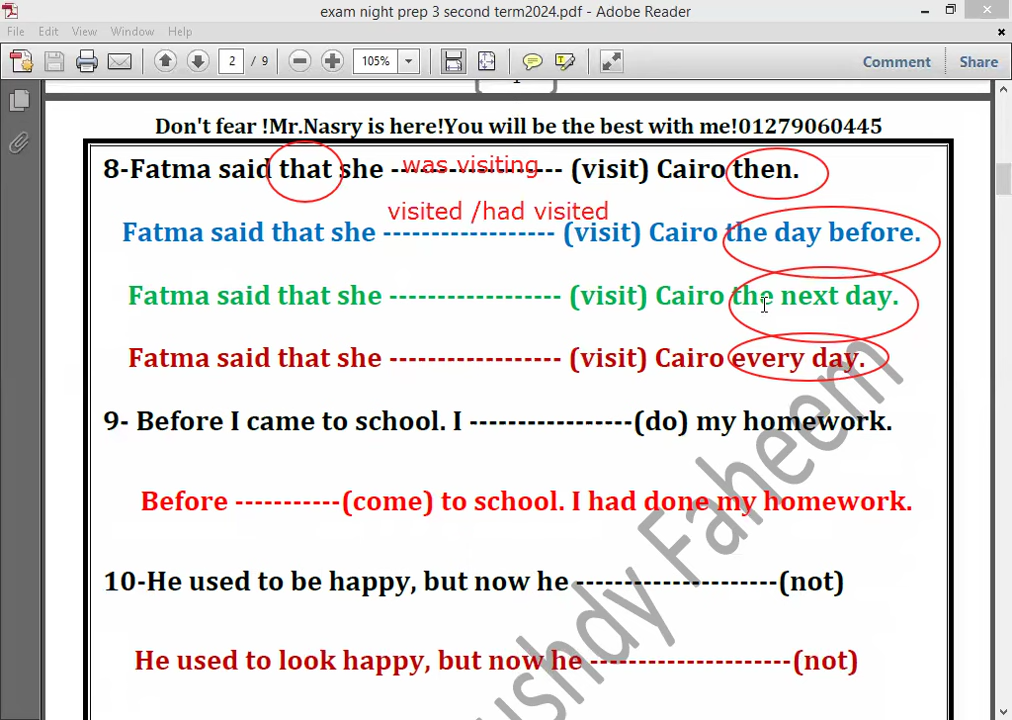 exam night prep 3 second term2024.pdf - Adobe Reader
File Edit View Window Help
2 / 9 105% Comment Share
Don't fear !Mr.Nasry is here!You will be the best with me!01279060445
8-Fatma said that she ------------------ (visit) Cairo then.
was visiting
visited /had visited
Fatma said that she ------------------ (visit) Cairo the day before.
Fatma said that she ------------------ (visit) Cairo the next day.
Fatma said that she ------------------ (visit) Cairo every day.
9- Before I came to school. I -----------------(do) my homework.
Before -----------(come) to school. I had done my homework.
10-He used to be happy, but now he ---------------------(not)
He used to look happy, but now he ---------------------(not)
ushdy Faheem